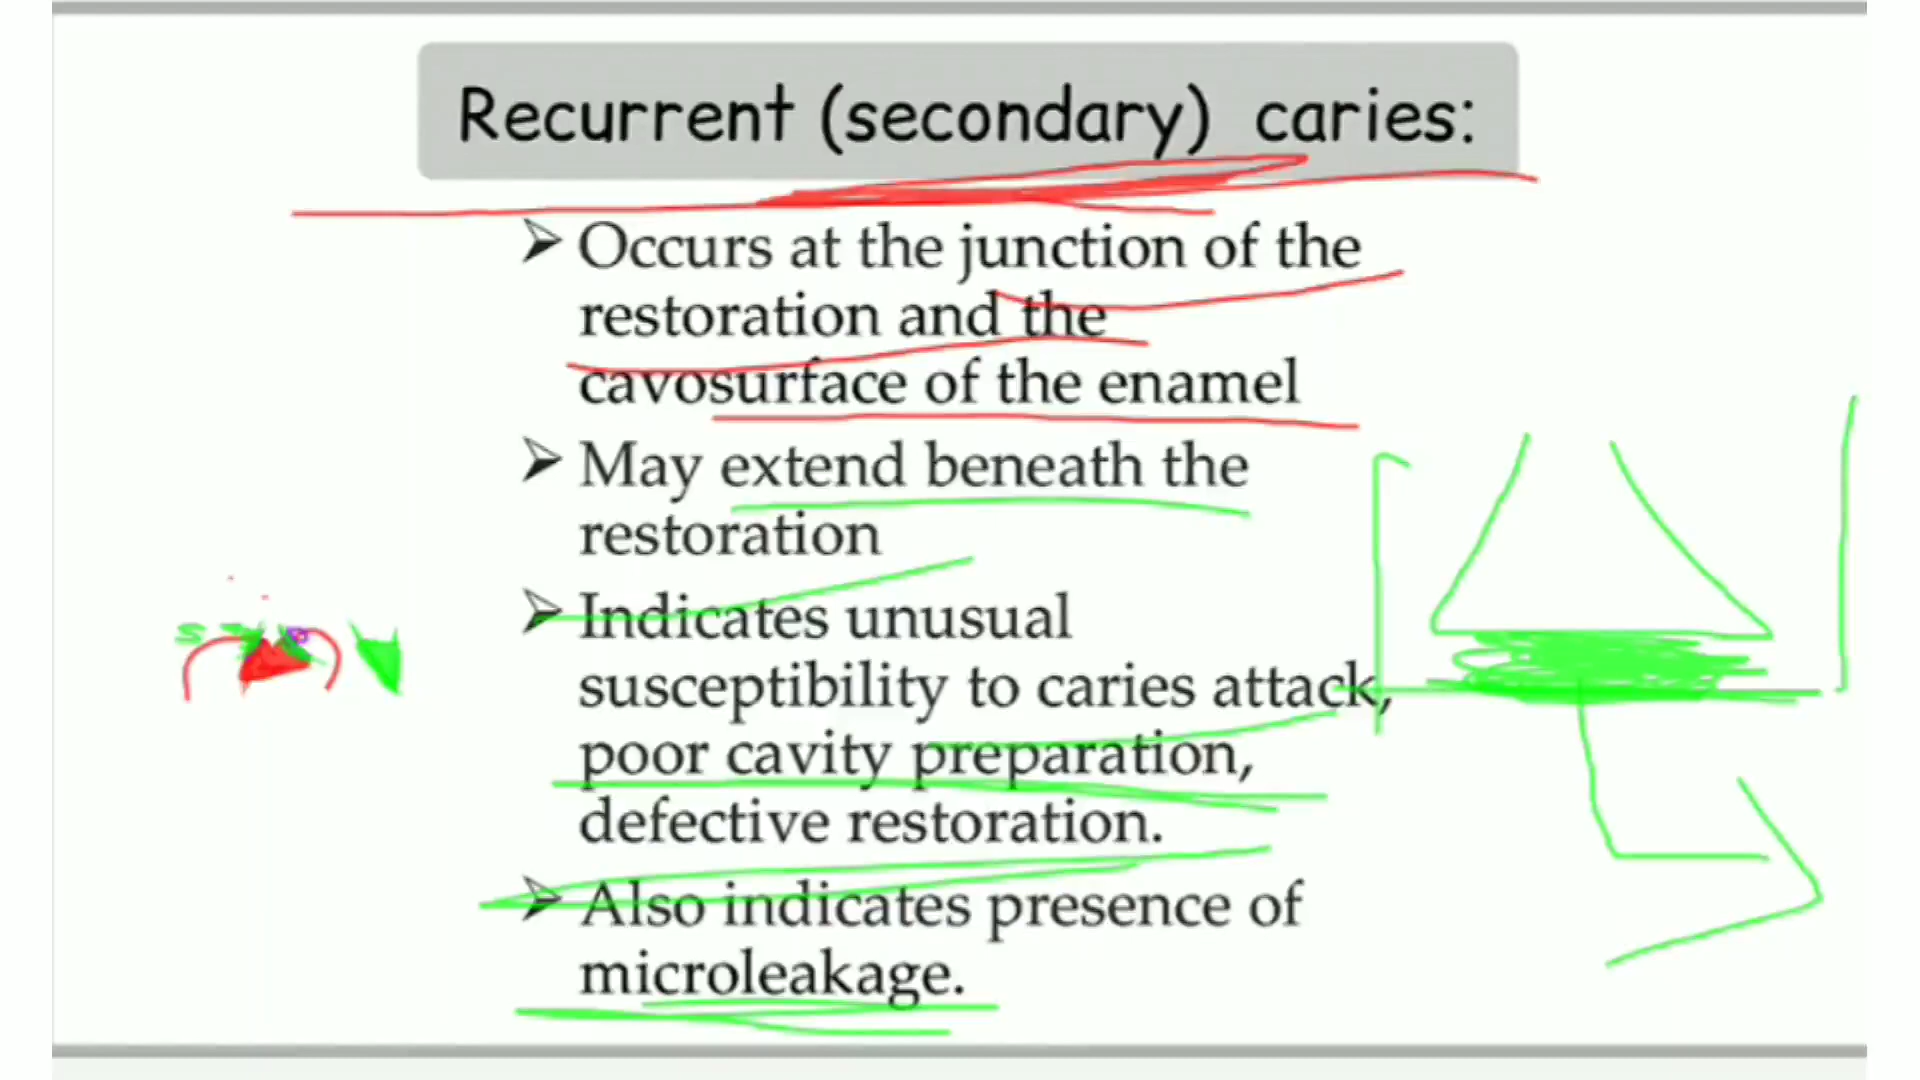 Recurrent (secondary) caries:
Occurs at the junction of the
restoration and the
cavosurface of the enamel
May extend beneath the
restoration
Indicates unusual
susceptibility to caries attack,
poor cavity preparation,
defective restoration.
Also indicates presence of
microleakage.